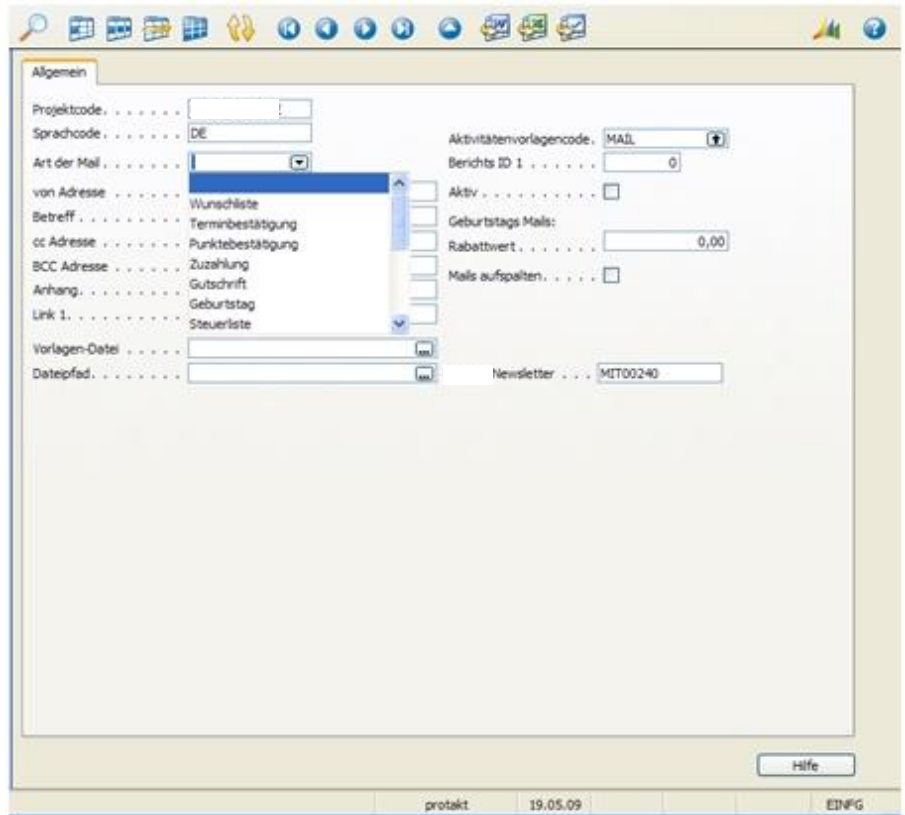 Allgemein
Projektcode. . . . . . . .
Sprachcode . . . . . . . DE
Art der Mail . . . . . . .
Wunschliste
Terminbestätigung
Punktebestätigung
Zuzahlung
Gutschrift
Geburtstag
Steuerliste
von Adresse . . . . . .
Betreff . . . . . . . . .
cc Adresse . . . . . . .
BCC Adresse . . . . . .
Anhang. . . . . . . . .
Link 1. . . . . . . . . .
Vorlagen-Datei . . . . .
Dateipfad. . . . . . . .
Aktivitätenvorlagencode. MAIL
Berichts ID 1 . . . . . . 0
Aktiv . . . . . . . . . .
Geburtstags Mails:
Rabattwert . . . . . . . 0,00
Mails aufspalten. . . . .
Newsletter . . . MIT00240
Hilfe
protakt 19.05.09 EINFG